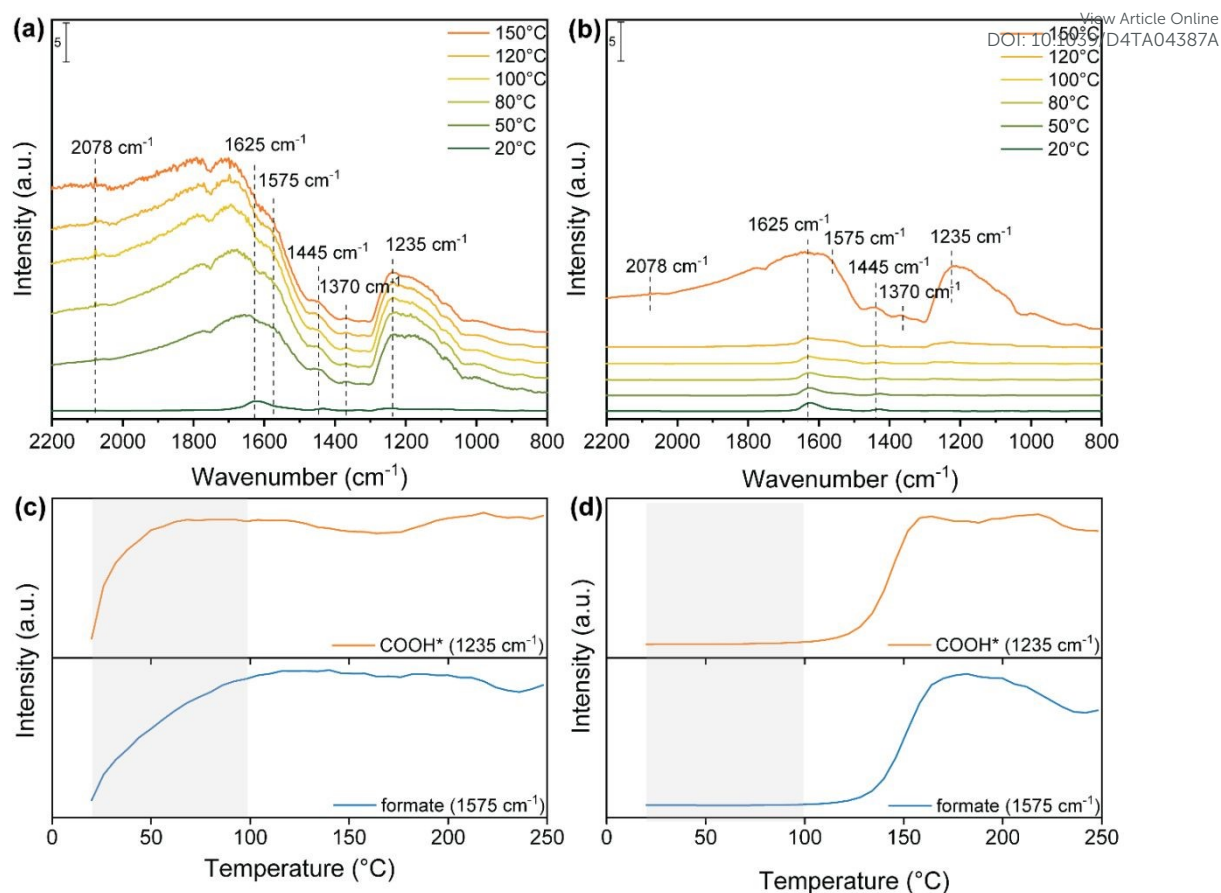 View Article Online
DOI: 10.1039/D4TA04387A
(a)
5
150°C
120°C
100°C
80°C
50°C
20°C
2078 cm⁻¹
1625 cm⁻¹
1575 cm⁻¹
1445 cm⁻¹
1370 cm⁻¹
1235 cm⁻¹
Intensity (a.u.)
2200 2000 1800 1600 1400 1200 1000 800
Wavenumber (cm⁻¹)
(b)
5
150°C
120°C
100°C
80°C
50°C
20°C
2078 cm⁻¹
1625 cm⁻¹
1575 cm⁻¹
1445 cm⁻¹
1370 cm⁻¹
1235 cm⁻¹
Intensity (a.u.)
2200 2000 1800 1600 1400 1200 1000 800
Wavenumber (cm⁻¹)
(c)
COOH* (1235 cm⁻¹)
formate (1575 cm⁻¹)
Intensity (a.u.)
0 50 100 150 200 250
Temperature (°C)
(d)
COOH* (1235 cm⁻¹)
formate (1575 cm⁻¹)
Intensity (a.u.)
0 50 100 150 200 250
Temperature (°C)